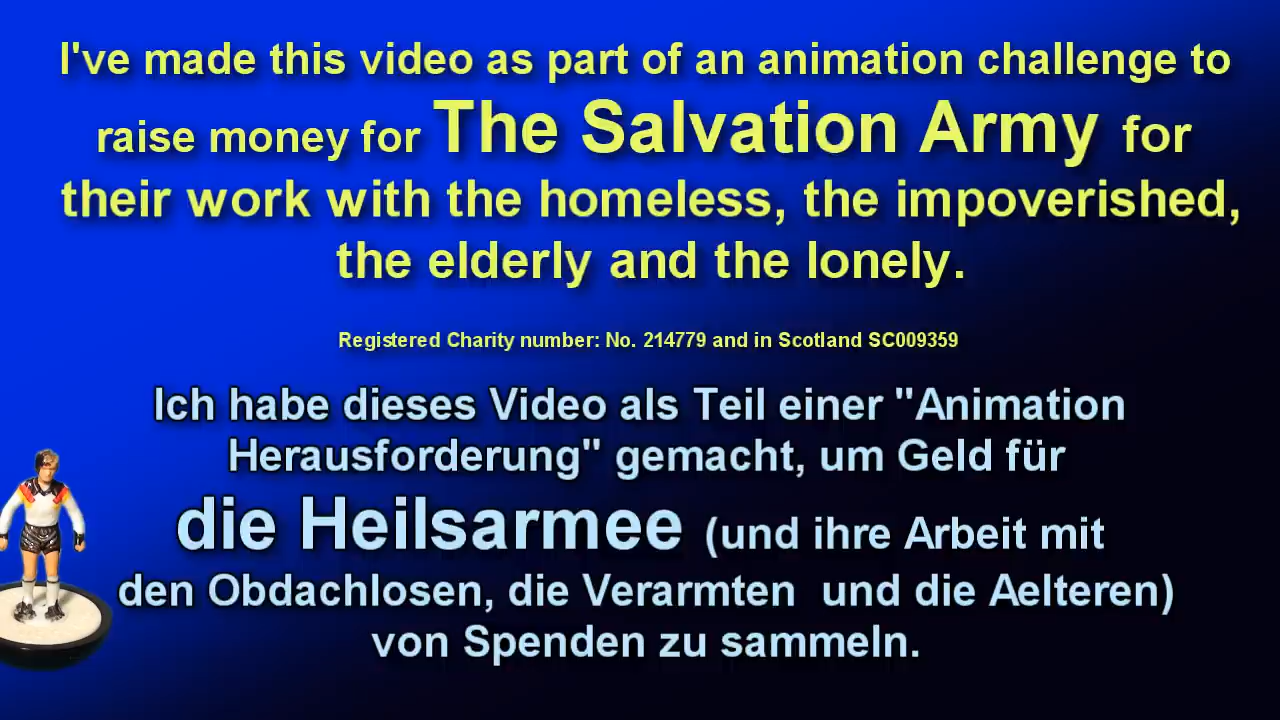 I've made this video as part of an animation challenge to
raise money for The Salvation Army for
their work with the homeless, the impoverished,
the elderly and the lonely.
Registered Charity number: No. 214779 and in Scotland SC009359
Ich habe dieses Video als Teil einer "Animation
Herausforderung" gemacht, um Geld für
die Heilsarmee (und ihre Arbeit mit
den Obdachlosen, die Verarmten und die Aelteren)
von Spenden zu sammeln.